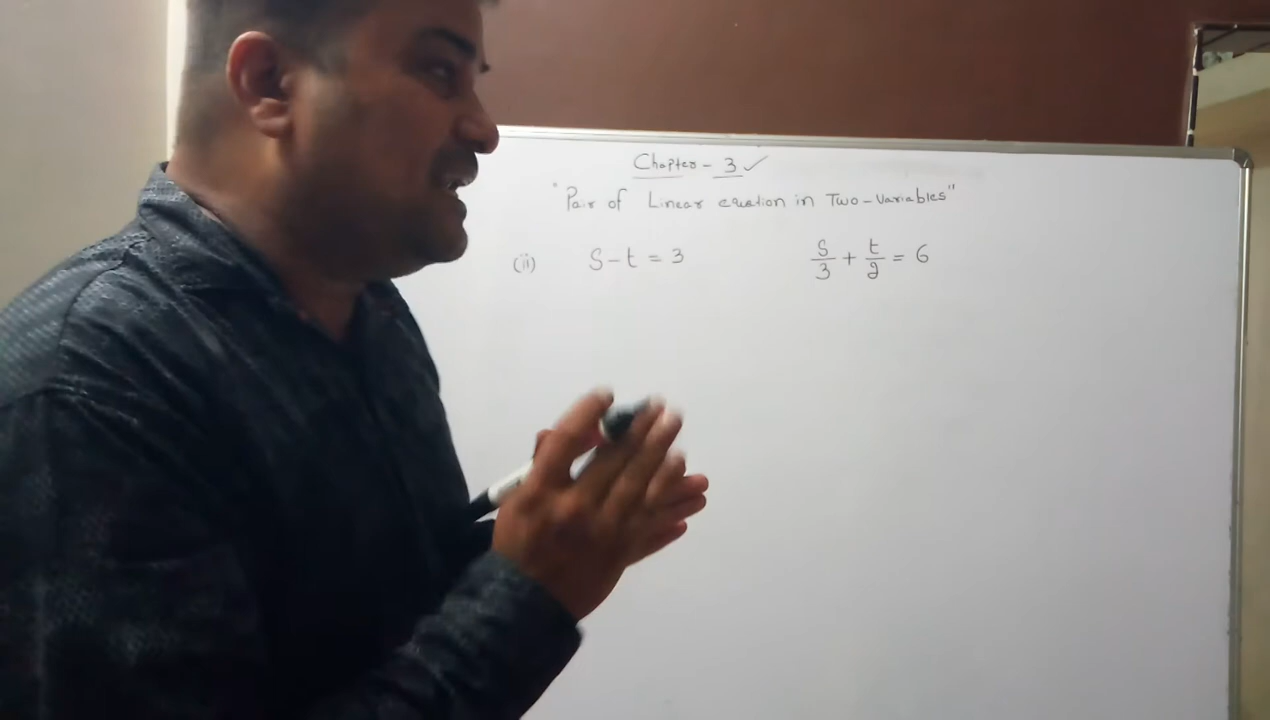 Chapter - 3 ✓
"Pair of Linear equation in Two-Variables"
(ii) S - t = 3 S/3 + t/2 = 6